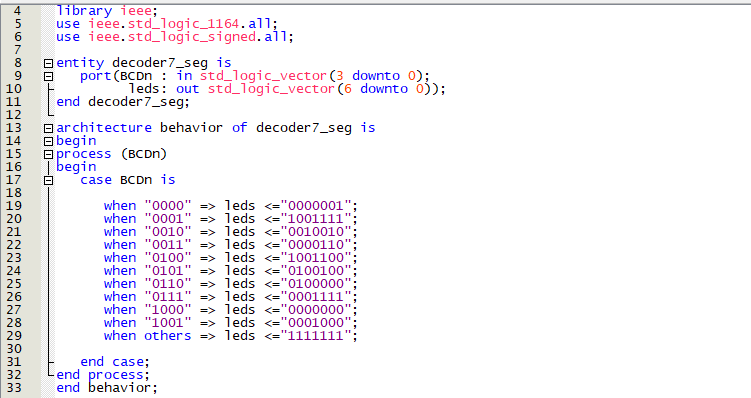 4 library ieee;
5 use ieee.std_logic_1164.all;
6 use ieee.std_logic_signed.all;
7
8 entity decoder7_seg is
9 port(BCDn : in std_logic_vector(3 downto 0);
10 leds: out std_logic_vector(6 downto 0));
11 end decoder7_seg;
12
13 architecture behavior of decoder7_seg is
14 begin
15 process (BCDn)
16 begin
17 case BCDn is
18
19 when "0000" => leds <="0000001";
20 when "0001" => leds <="1001111";
21 when "0010" => leds <="0010010";
22 when "0011" => leds <="0000110";
23 when "0100" => leds <="1001100";
24 when "0101" => leds <="0100100";
25 when "0110" => leds <="0100000";
26 when "0111" => leds <="0001111";
27 when "1000" => leds <="0000000";
28 when "1001" => leds <="0001000";
29 when others => leds <="1111111";
30
31 end case;
32 end process;
33 end behavior;